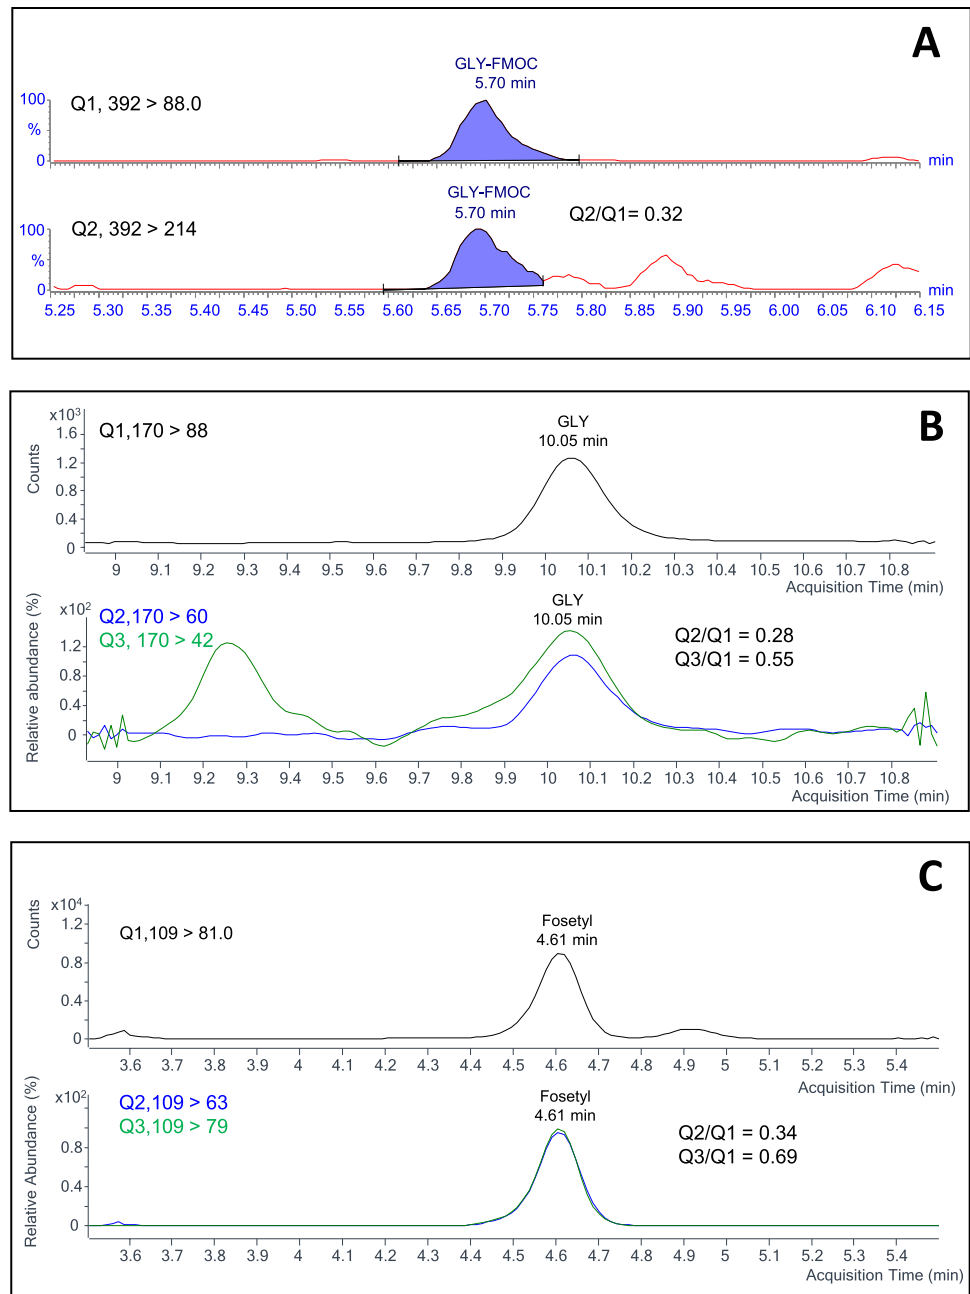 A
GLY-FMOC
5.70 min
Q1, 392 > 88.0
100
%
0
min
GLY-FMOC
5.70 min
Q2, 392 > 214
Q2/Q1= 0.32
100
%
0
min
5.25 5.30 5.35 5.40 5.45 5.50 5.55 5.60 5.65 5.70 5.75 5.80 5.85 5.90 5.95 6.00 6.05 6.10 6.15
B
x10³
Q1,170 > 88
GLY
10.05 min
Counts
1.6
1.2
0.8
0.4
0
9 9.1 9.2 9.3 9.4 9.5 9.6 9.7 9.8 9.9 10 10.1 10.2 10.3 10.4 10.5 10.6 10.7 10.8
Acquisition Time (min)
Relative abundance (%)
x10²
Q2,170 > 60
Q3, 170 > 42
GLY
10.05 min
Q2/Q1 = 0.28
Q3/Q1 = 0.55
1.2
0.8
0.4
0
9 9.1 9.2 9.3 9.4 9.5 9.6 9.7 9.8 9.9 10 10.1 10.2 10.3 10.4 10.5 10.6 10.7 10.8
Acquisition Time (min)
C
x10⁴
Counts
Q1,109 > 81.0
Fosetyl
4.61 min
1.2
0.8
0.4
0
3.6 3.7 3.8 3.9 4 4.1 4.2 4.3 4.4 4.5 4.6 4.7 4.8 4.9 5 5.1 5.2 5.3 5.4
Acquisition Time (min)
Relative Abundance (%)
x10²
Q2,109 > 63
Q3,109 > 79
Fosetyl
4.61 min
Q2/Q1 = 0.34
Q3/Q1 = 0.69
0.8
0.4
0
3.6 3.7 3.8 3.9 4 4.1 4.2 4.3 4.4 4.5 4.6 4.7 4.8 4.9 5 5.1 5.2 5.3 5.4
Acquisition Time (min)